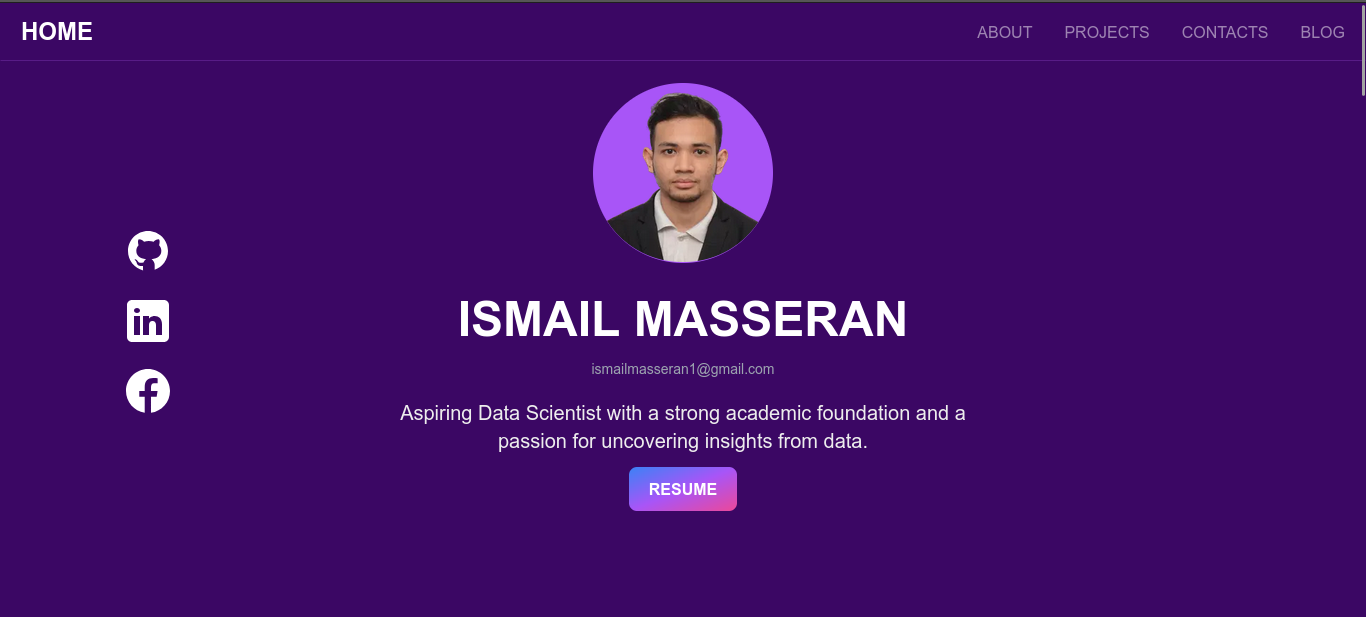 HOME
ABOUT
PROJECTS
CONTACTS
BLOG
in
ISMAIL MASSERAN
ismailmasseran1@gmail.com
Aspiring Data Scientist with a strong academic foundation and a
passion for uncovering insights from data.
RESUME